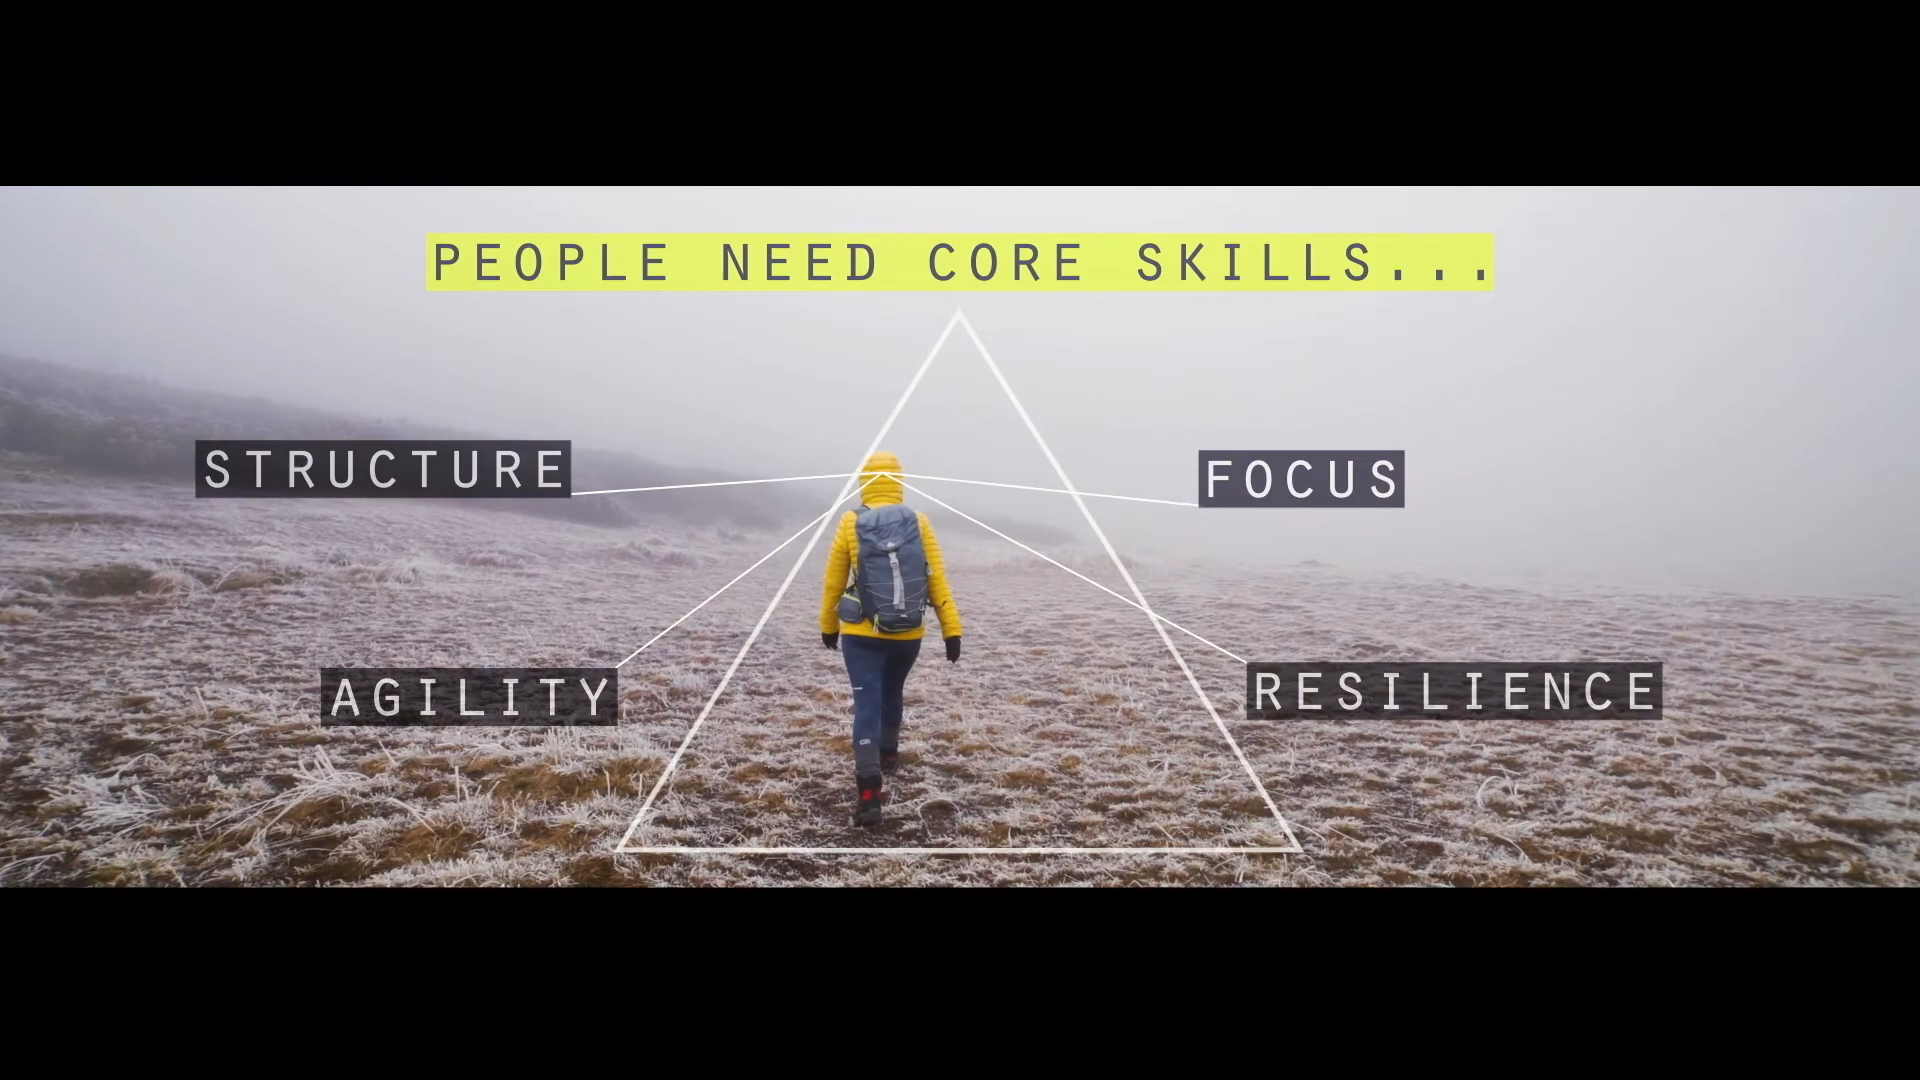 PEOPLE NEED CORE SKILLS...
STRUCTURE
FOCUS
AGILITY
RESILIENCE